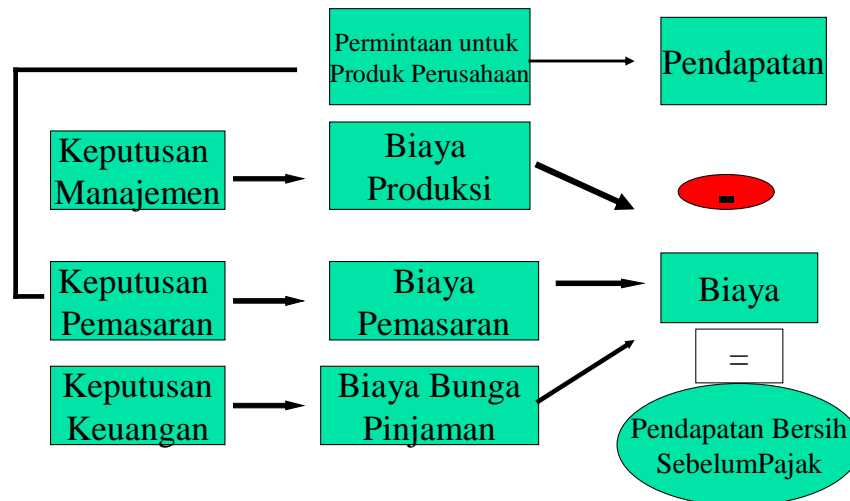 Permintaan untuk
Produk Perusahaan
Pendapatan
Keputusan
Manajemen
Biaya
Produksi
-
Keputusan
Pemasaran
Biaya
Pemasaran
Biaya
=
Keputusan
Keuangan
Biaya Bunga
Pinjaman
Pendapatan Bersih
SebelumPajak